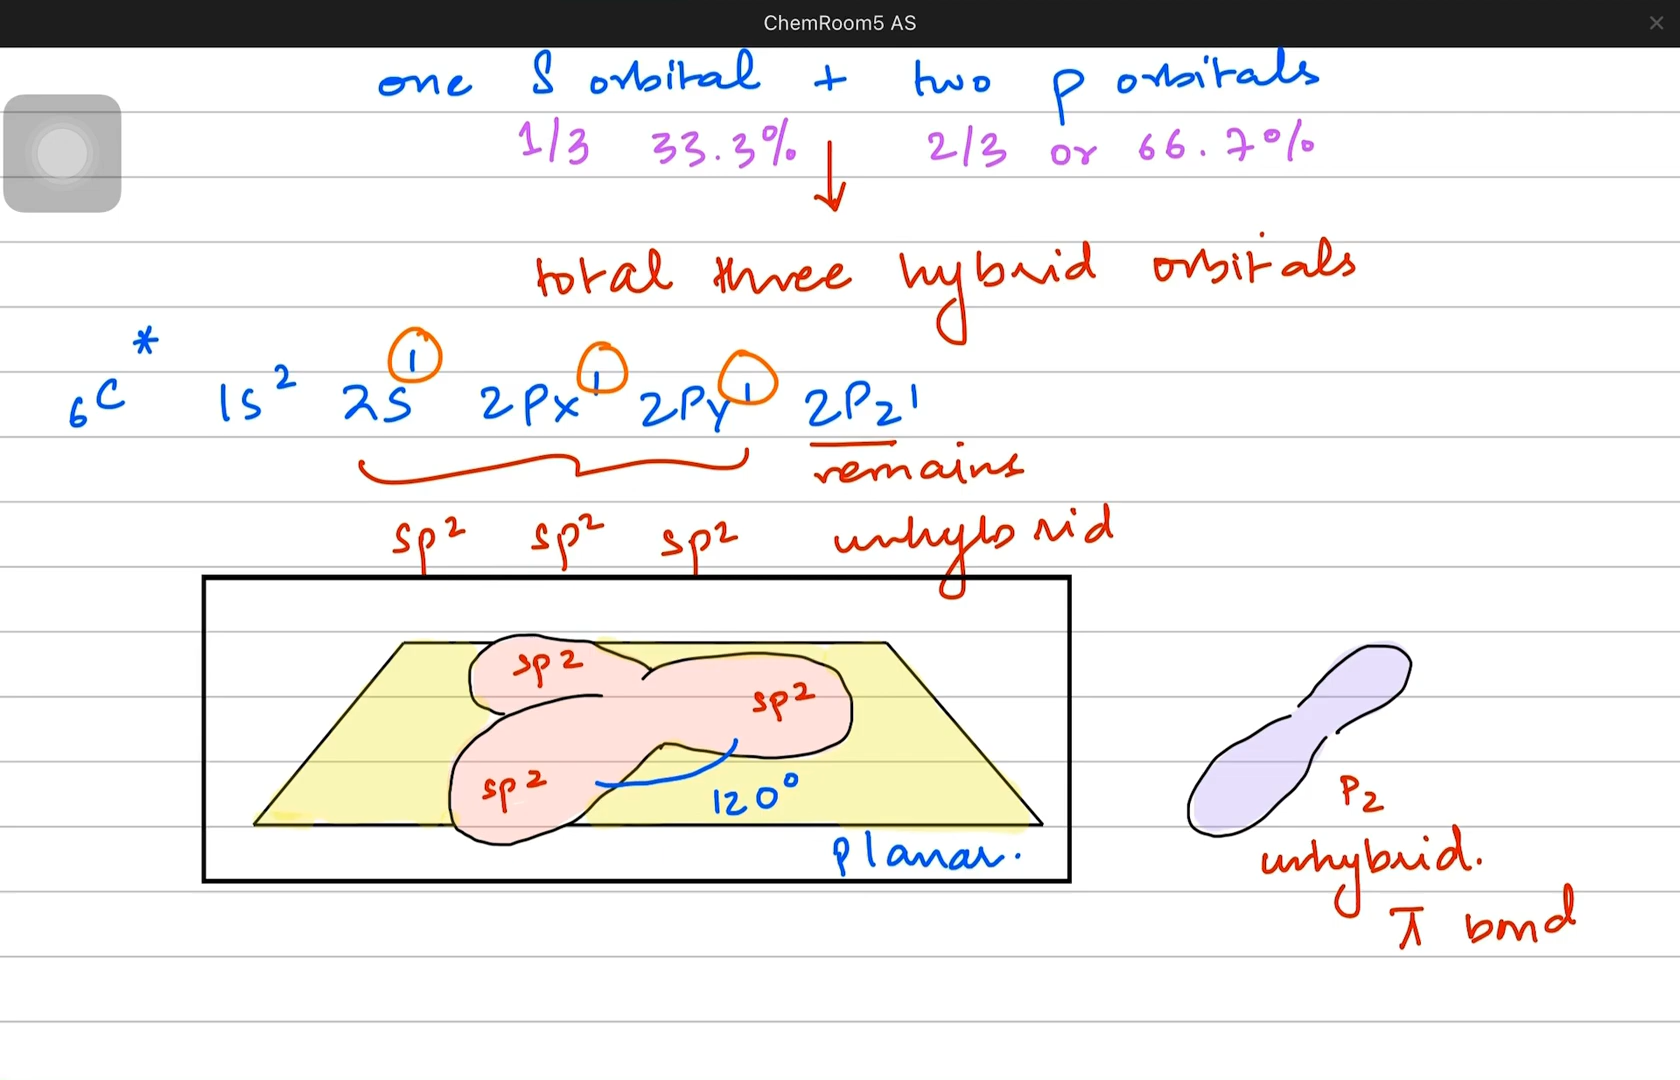 ChemRoom5 AS
one S orbital + two p orbitals
1/3 33.3% 2/3 or 66.7%
↓
total three hybrid orbitals
₆C* 1s² 2s¹ 2Px¹ 2Py¹ 2Pz¹
remains
sp² sp² sp² unhybrid
sp²
sp²
sp²
120°
planar.
Pz
unhybrid.
π bond